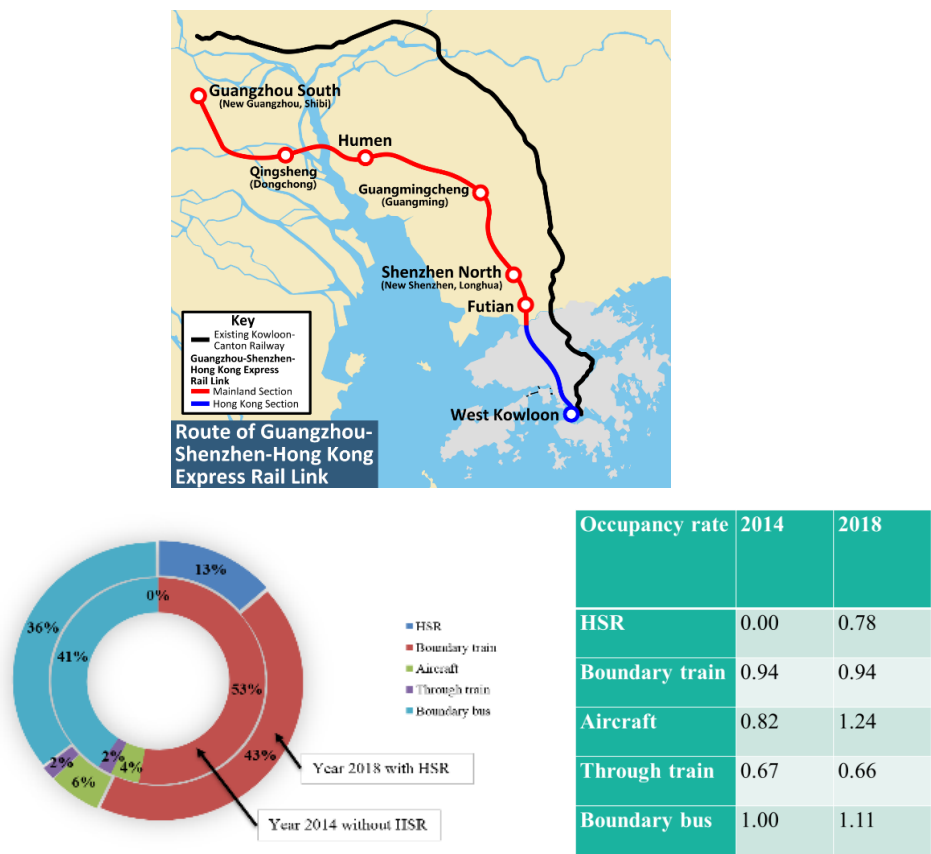 Guangzhou South
(New Guangzhou, Shibi)
Humen
Qingsheng
(Dongchong)
Guangmingcheng
(Guangming)
Shenzhen North
(New Shenzhen, Longhua)
Futian
West Kowloon
Key
Existing Kowloon-
Canton Railway
Guangzhou-Shenzhen-
Hong Kong Express
Rail Link
Mainland Section
Hong Kong Section
Route of Guangzhou-
Shenzhen-Hong Kong
Express Rail Link
13%
0%
36%
41%
53%
43%
2%
4%
2%
6%
HSR
Boundary train
Aircraft
Through train
Boundary bus
Year 2018 with HSR
Year 2014 without HSR
Occupancy rate 2014 2018
HSR 0.00 0.78
Boundary train 0.94 0.94
Aircraft 0.82 1.24
Through train 0.67 0.66
Boundary bus 1.00 1.11